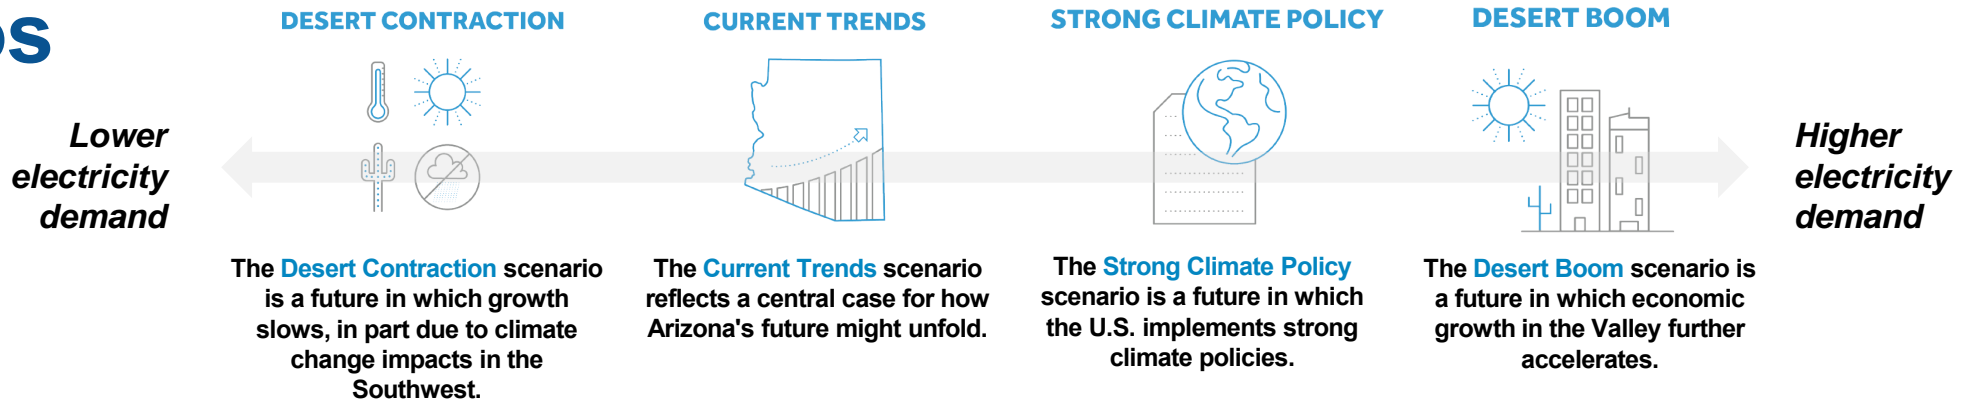 DESERT CONTRACTION
CURRENT TRENDS
STRONG CLIMATE POLICY
DESERT BOOM
Lower
electricity
demand
Higher
electricity
demand
The Desert Contraction scenario
is a future in which growth
slows, in part due to climate
change impacts in the
Southwest.
The Current Trends scenario
reflects a central case for how
Arizona's future might unfold.
The Strong Climate Policy
scenario is a future in which
the U.S. implements strong
climate policies.
The Desert Boom scenario is
a future in which economic
growth in the Valley further
accelerates.